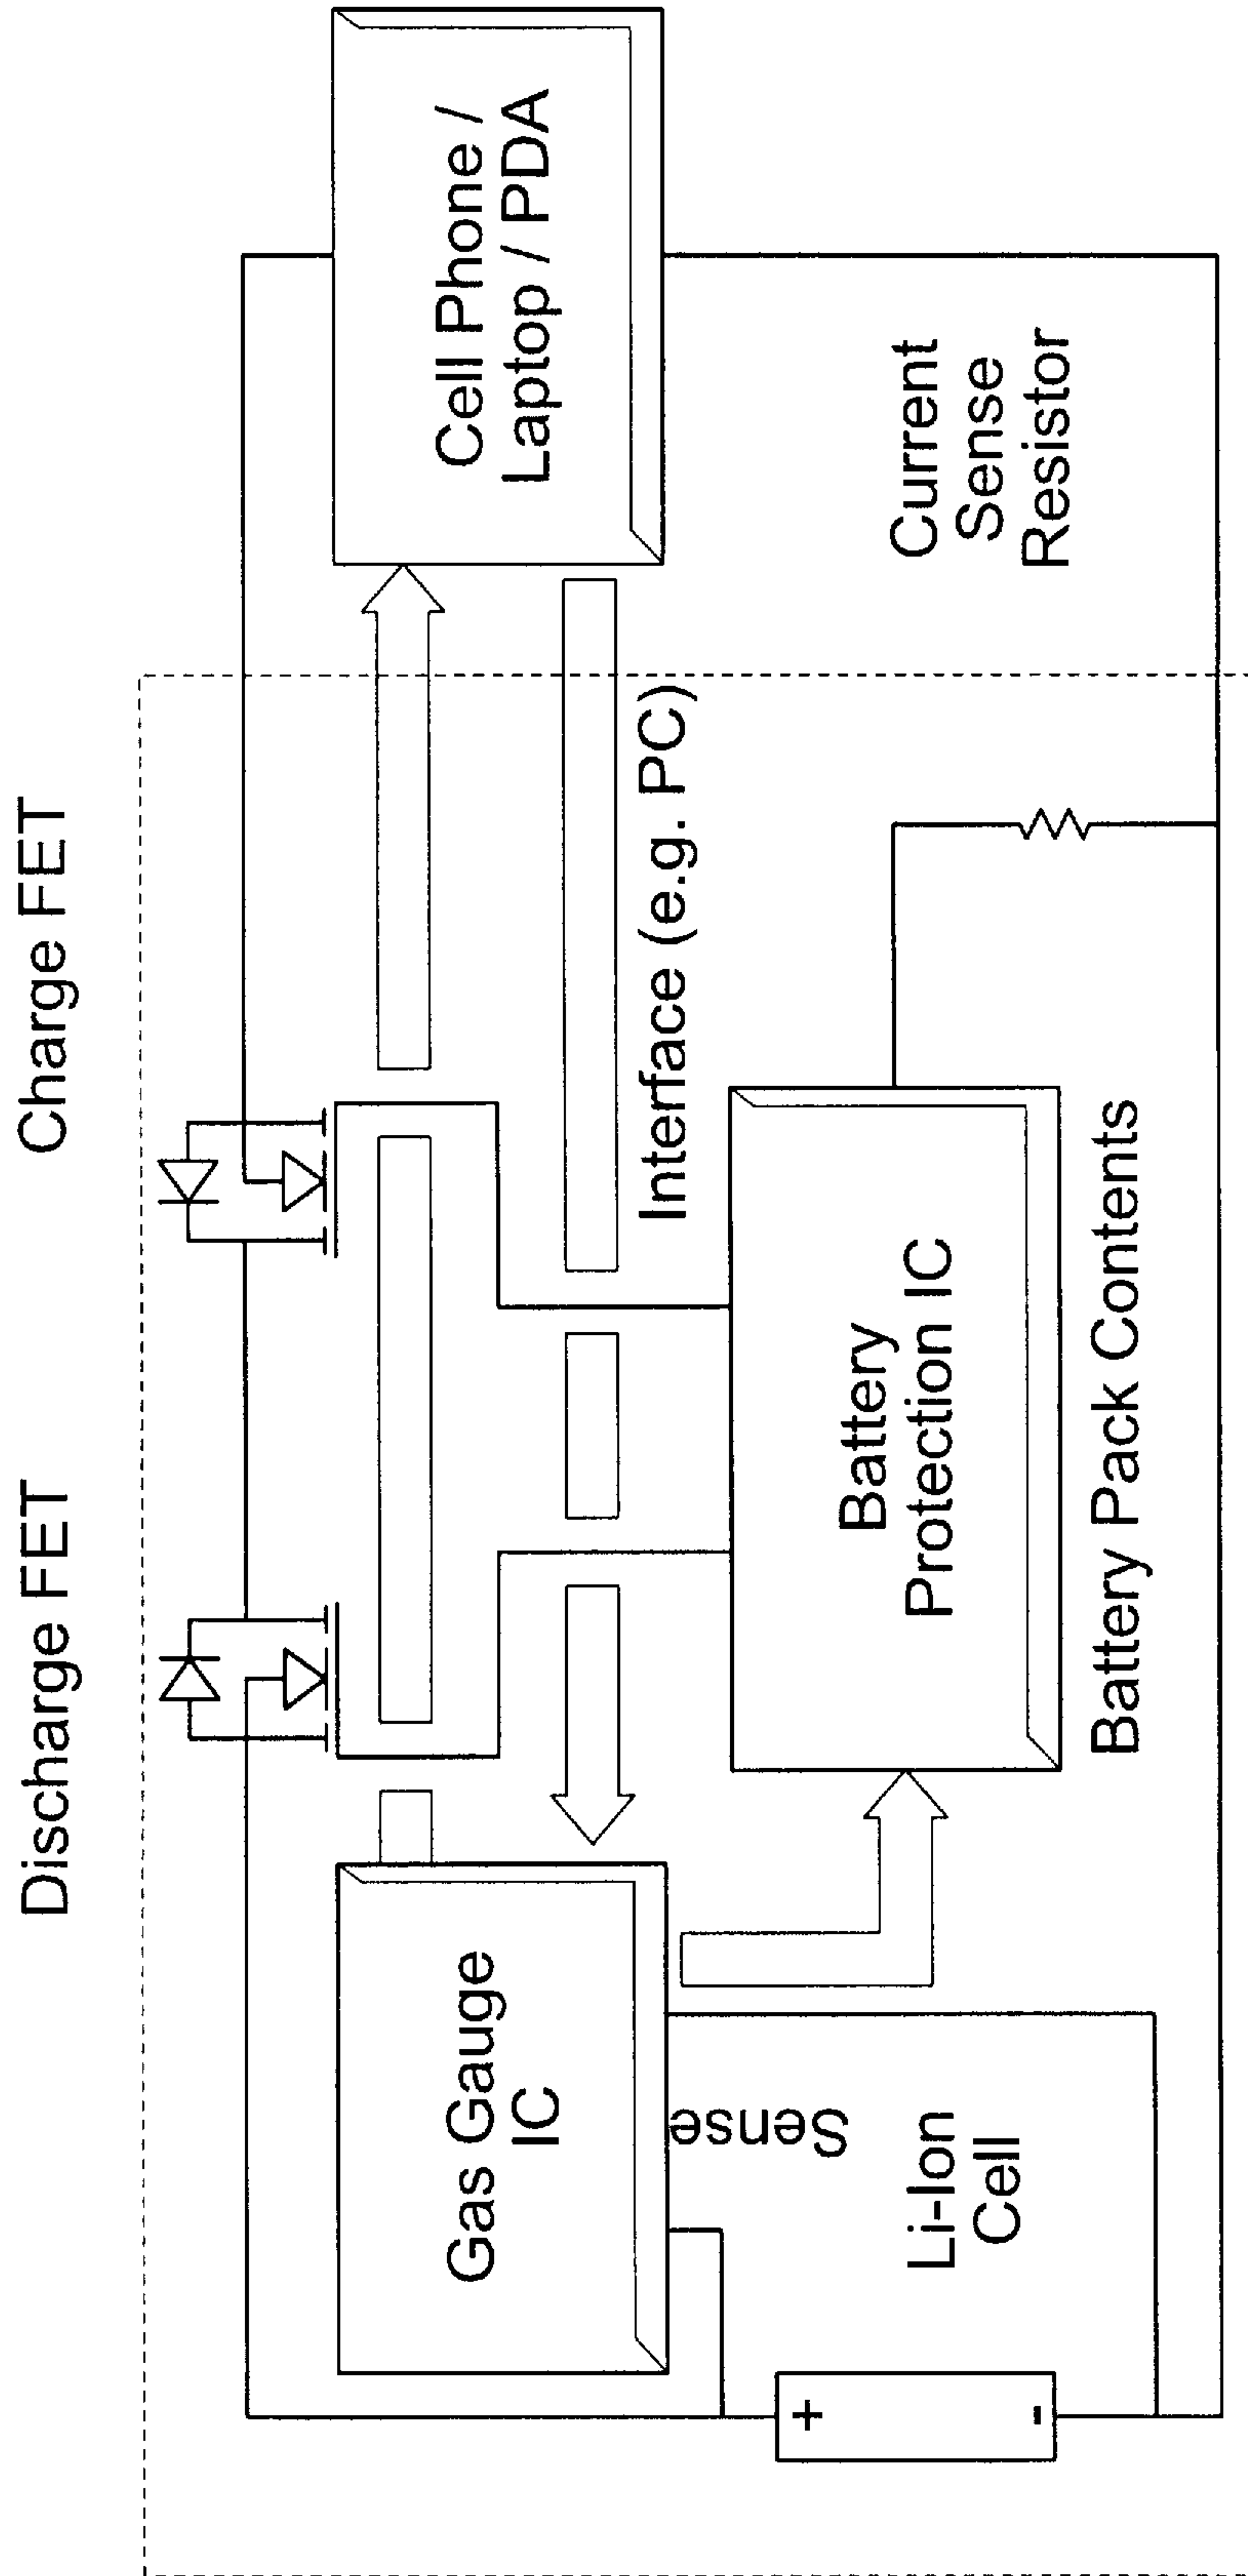 Discharge FET
Charge FET
Gas Gauge
IC
Cell Phone /
Laptop / PDA
Interface (e.g. PC)
Sense
Li-Ion
Cell
+
-
Battery
Protection IC
Current
Sense
Resistor
Battery Pack Contents